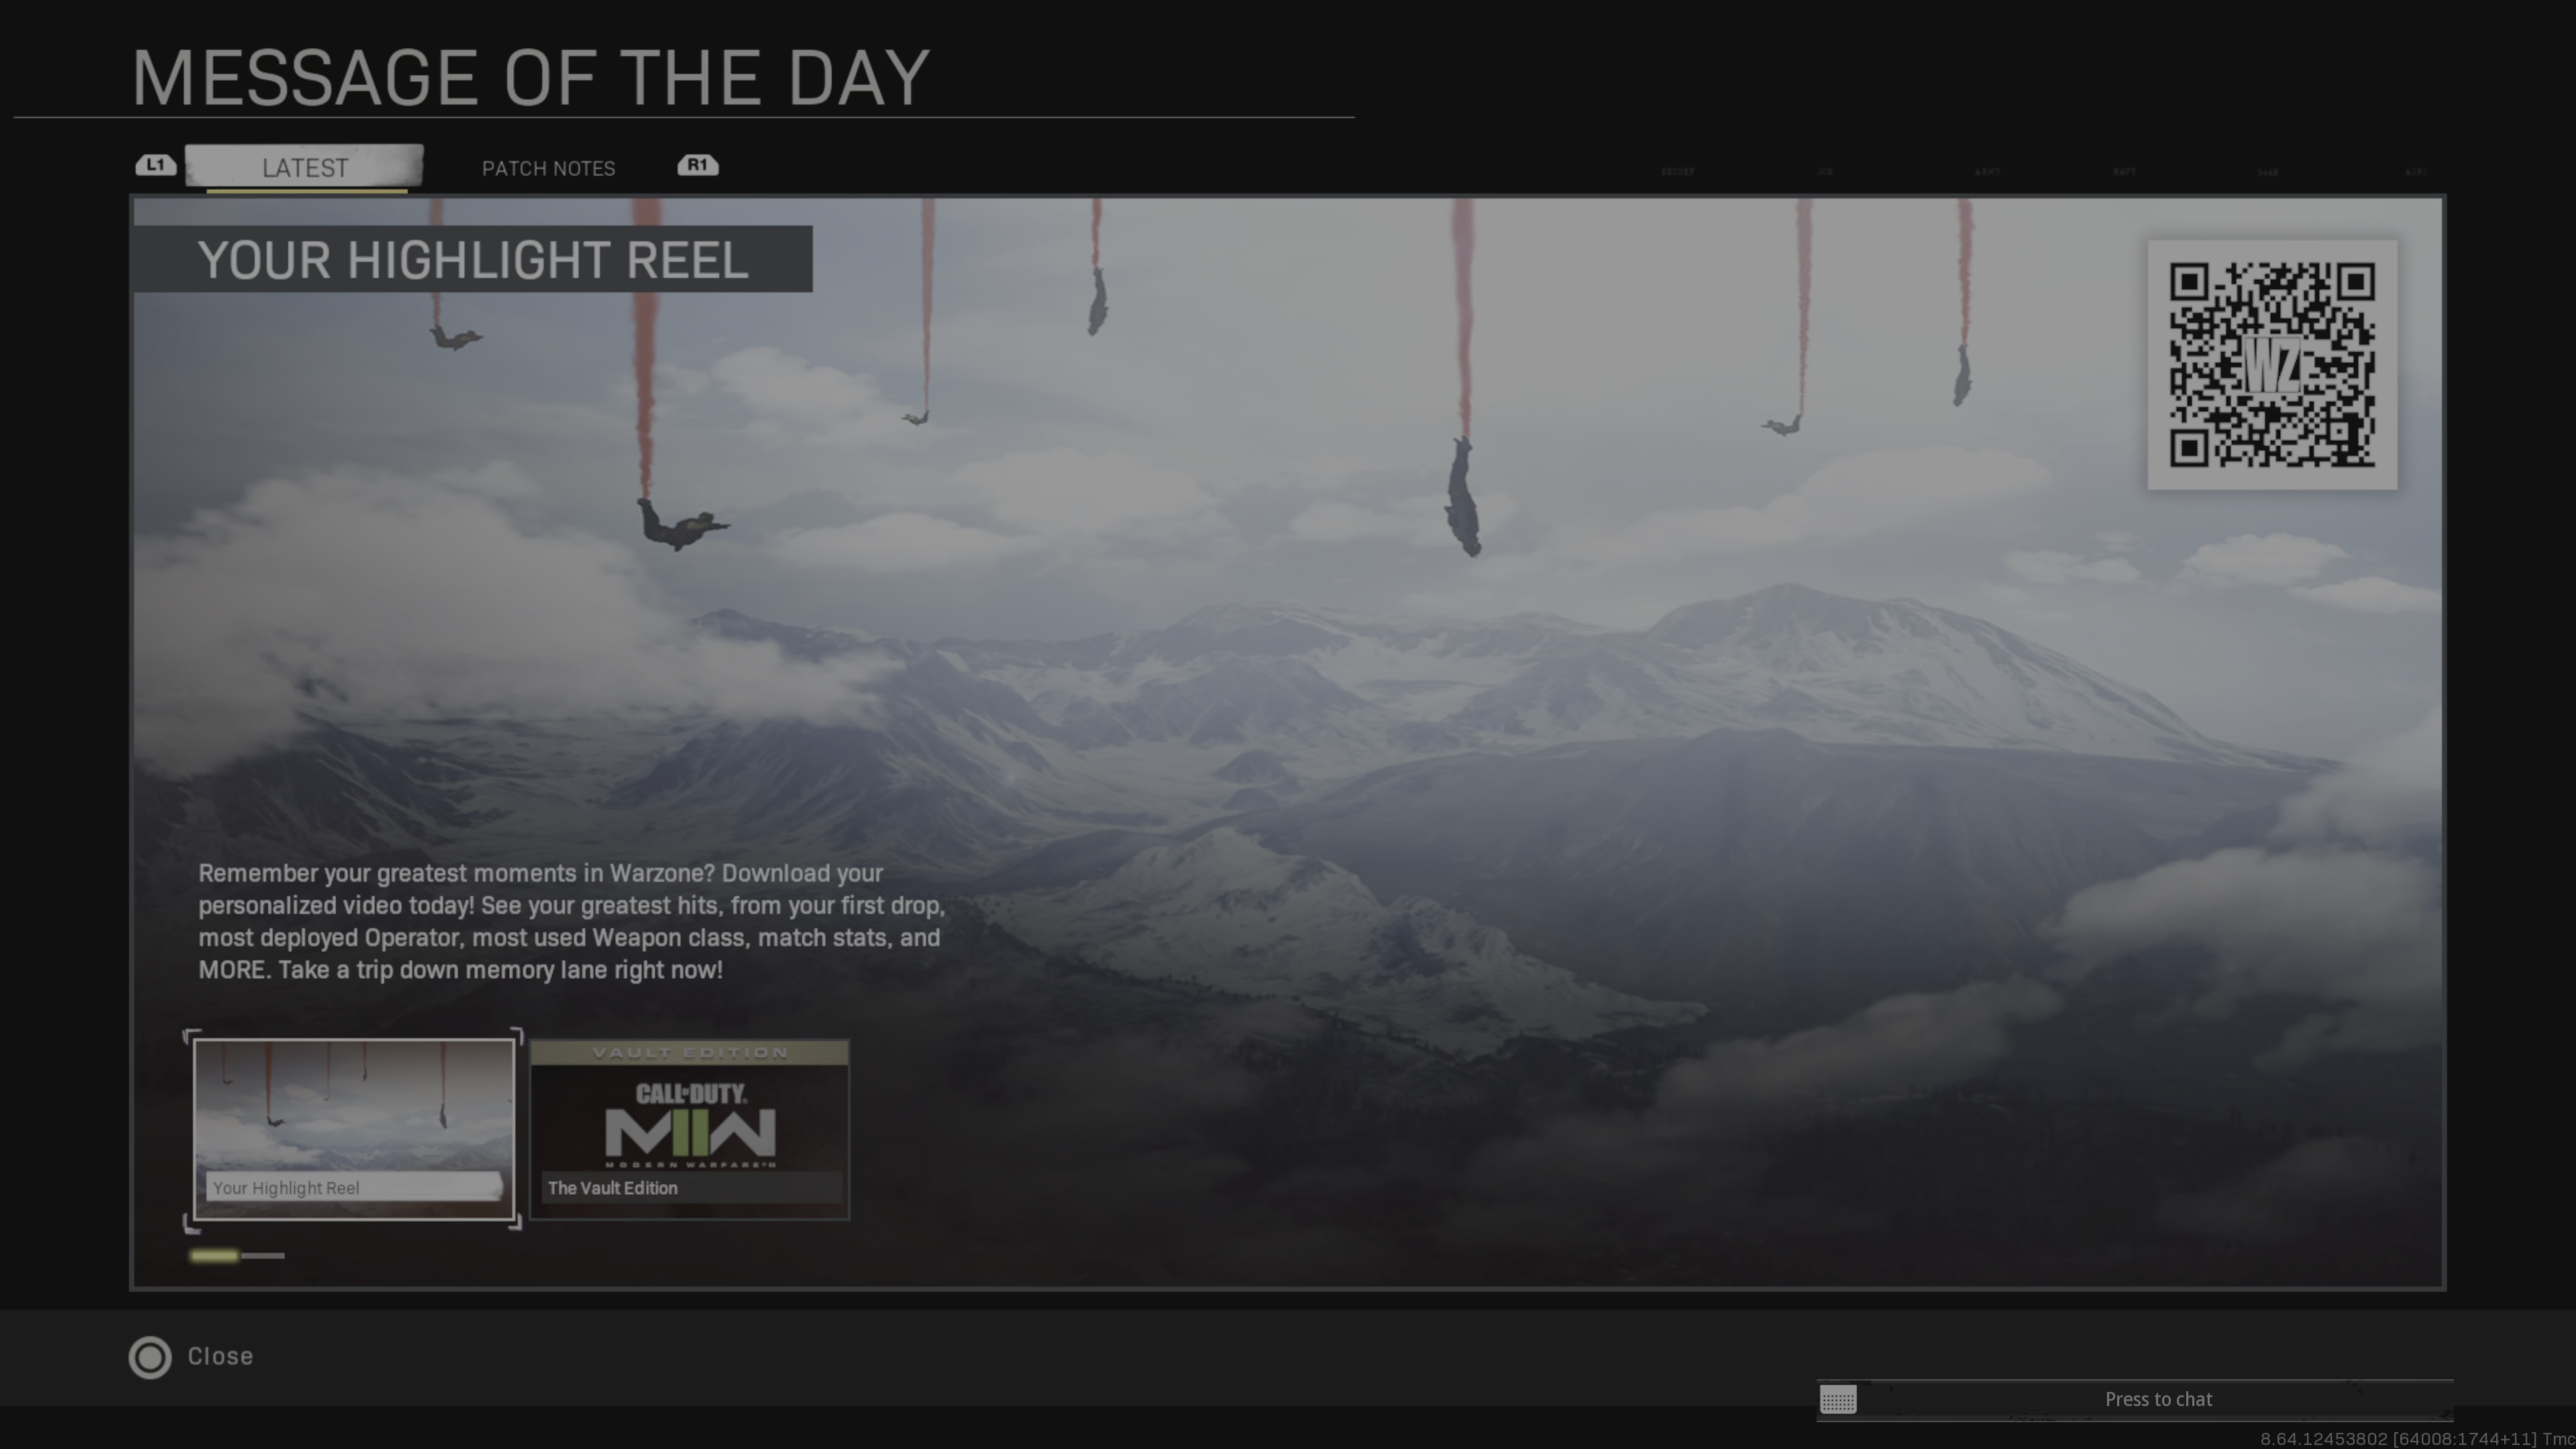 MESSAGE OF THE DAY
L1 LATEST PATCH NOTES R1
YOUR HIGHLIGHT REEL
WZ
Remember your greatest moments in Warzone? Download your
personalized video today! See your greatest hits, from your first drop,
most deployed Operator, most used Weapon class, match stats, and
MORE. Take a trip down memory lane right now!
VAULT EDITION
CALL OF DUTY
MWII
MODERN WARFARE II
Your Highlight Reel
The Vault Edition
Close
Press to chat
8.64.12453802 [64008:1744+11] Tmc